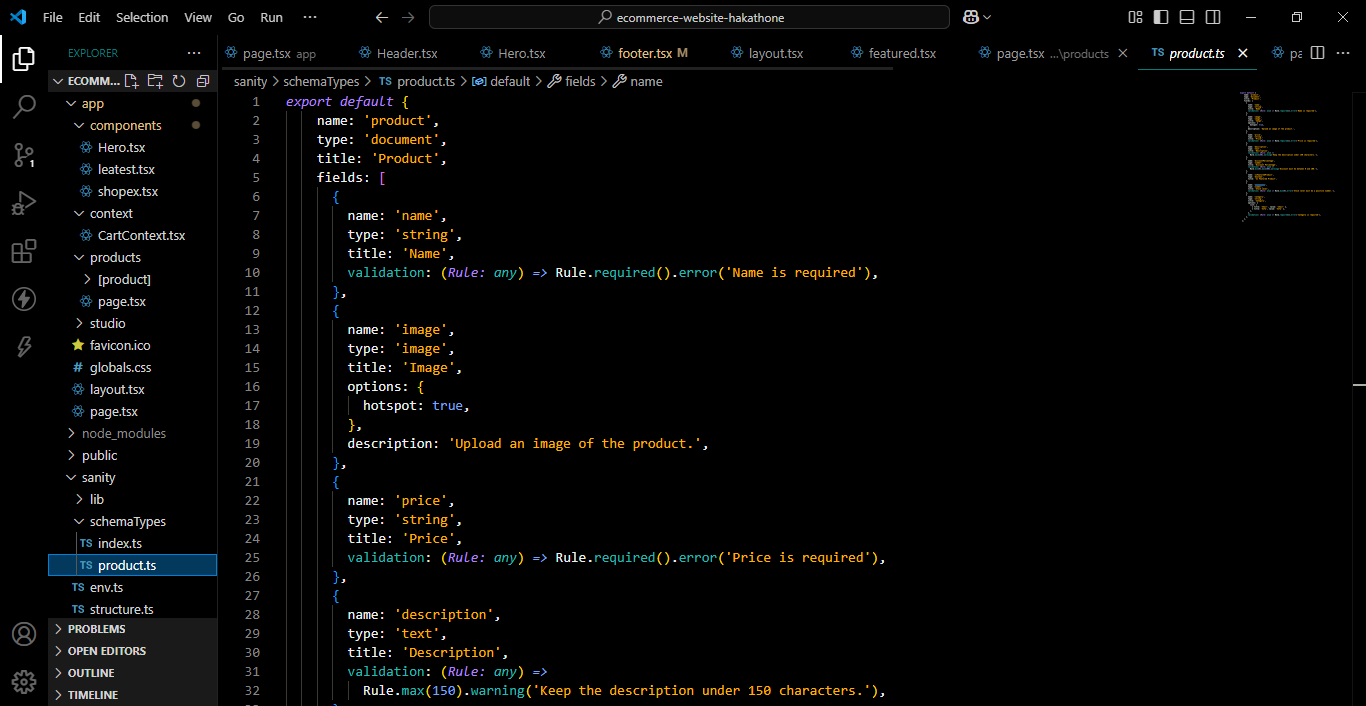 File Edit Selection View Go Run ··· ecommerce-website-hakathone
EXPLORER ···
page.tsx app Header.tsx Hero.tsx footer.tsx M layout.tsx featured.tsx page.tsx ...\products TS product.ts pa ···
ECOMM...
app
components
Hero.tsx
leatest.tsx
shopex.tsx
context
CartContext.tsx
products
[product]
page.tsx
studio
favicon.ico
# globals.css
layout.tsx
page.tsx
node_modules
public
sanity
lib
schemaTypes
TS index.ts
TS product.ts
TS env.ts
TS structure.ts
PROBLEMS
OPEN EDITORS
OUTLINE
TIMELINE
1
sanity > schemaTypes > TS product.ts > default > fields > name
1 export default {
2 name: 'product',
3 type: 'document',
4 title: 'Product',
5 fields: [
6 {
7 name: 'name',
8 type: 'string',
9 title: 'Name',
10 validation: (Rule: any) => Rule.required().error('Name is required'),
11 },
12 {
13 name: 'image',
14 type: 'image',
15 title: 'Image',
16 options: {
17 hotspot: true,
18 },
19 description: 'Upload an image of the product.',
20 },
21 {
22 name: 'price',
23 type: 'string',
24 title: 'Price',
25 validation: (Rule: any) => Rule.required().error('Price is required'),
26 },
27 {
28 name: 'description',
29 type: 'text',
30 title: 'Description',
31 validation: (Rule: any) =>
32 Rule.max(150).warning('Keep the description under 150 characters.'),